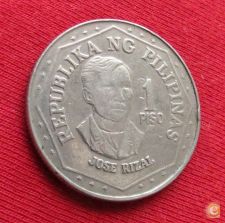 REPUBLIKA NG PILIPINAS
1
PISO
JOSE RIZAL